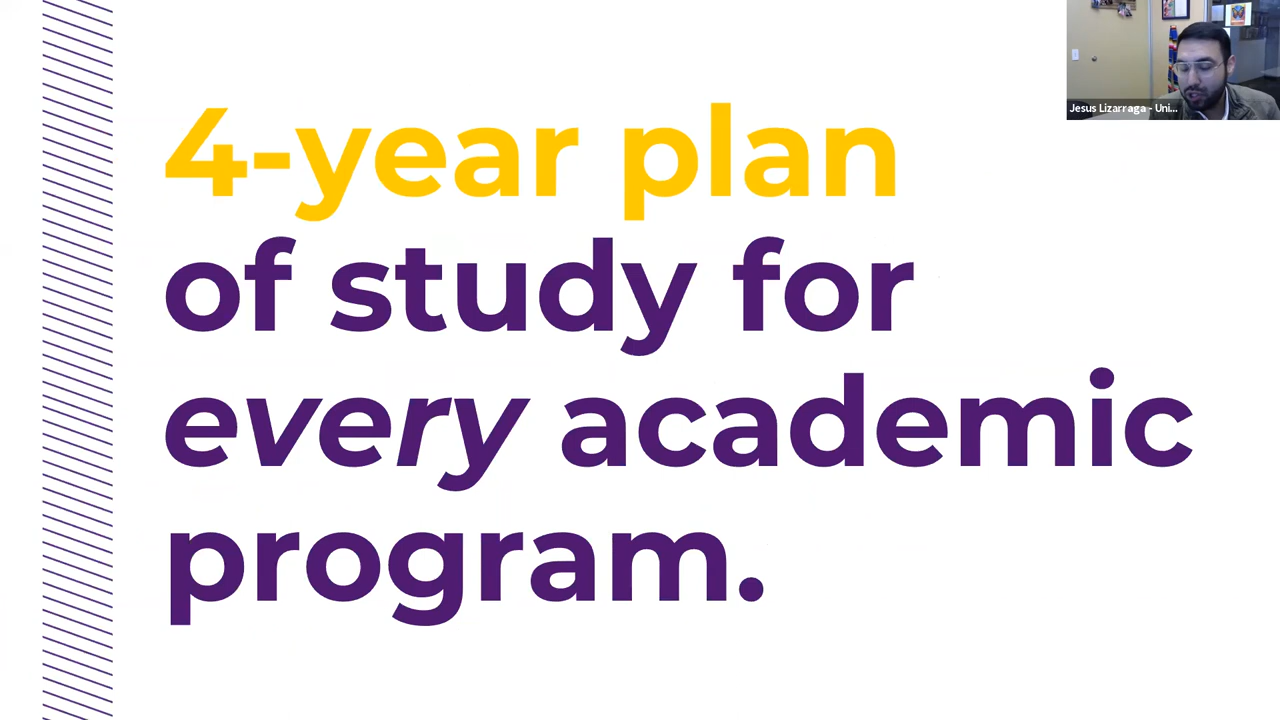 4-year plan
of study for
every academic
program.
Jesus Lizarraga - Uni...